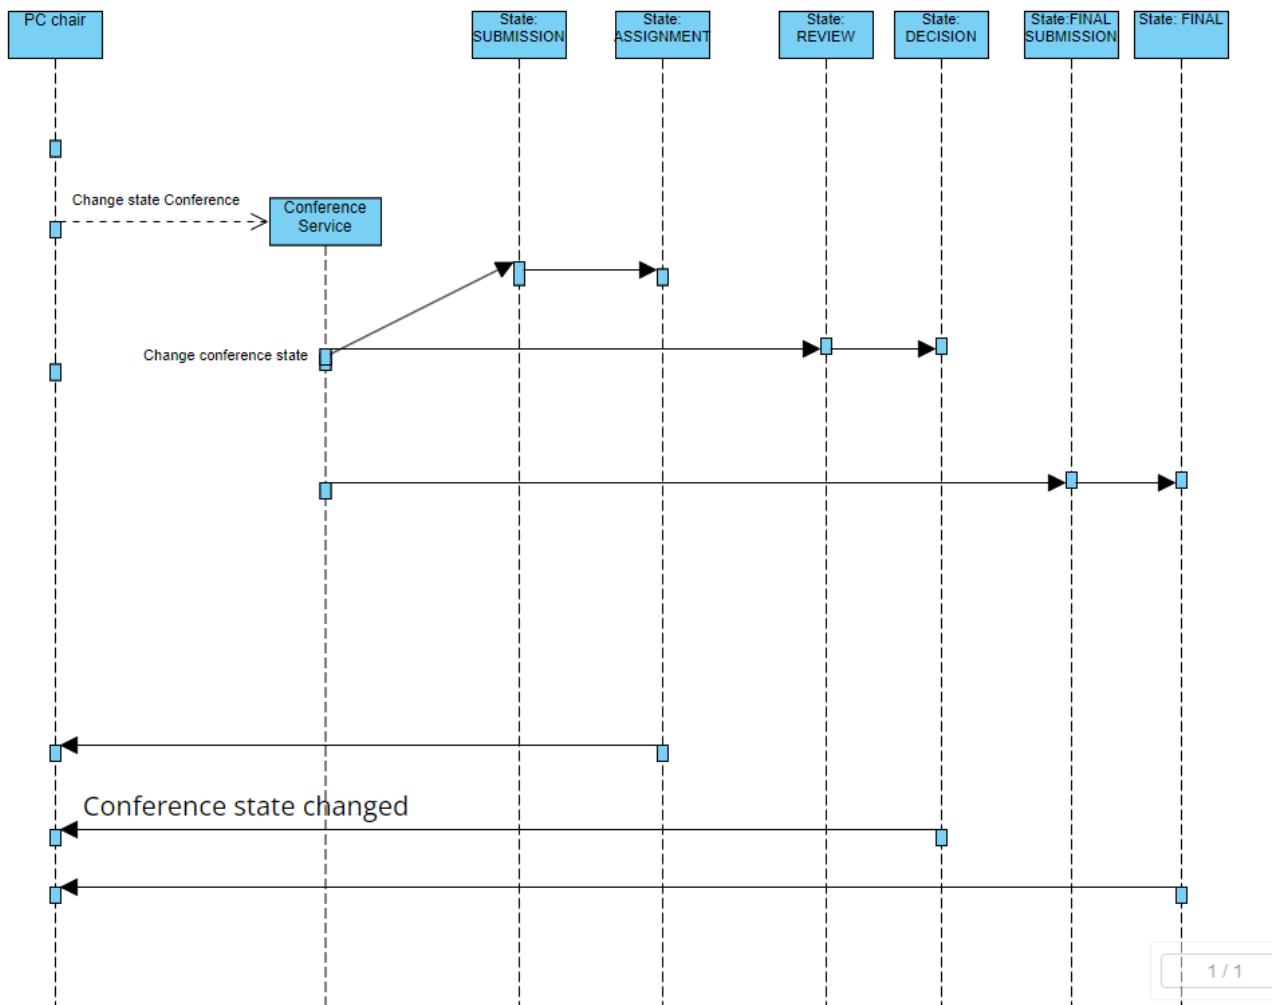 PC chair
State:
SUBMISSION
State:
ASSIGNMENT
State:
REVIEW
State:
DECISION
State:FINAL
SUBMISSION
State: FINAL
Change state Conference
Conference
Service
Change conference state
Conference state changed
1 / 1